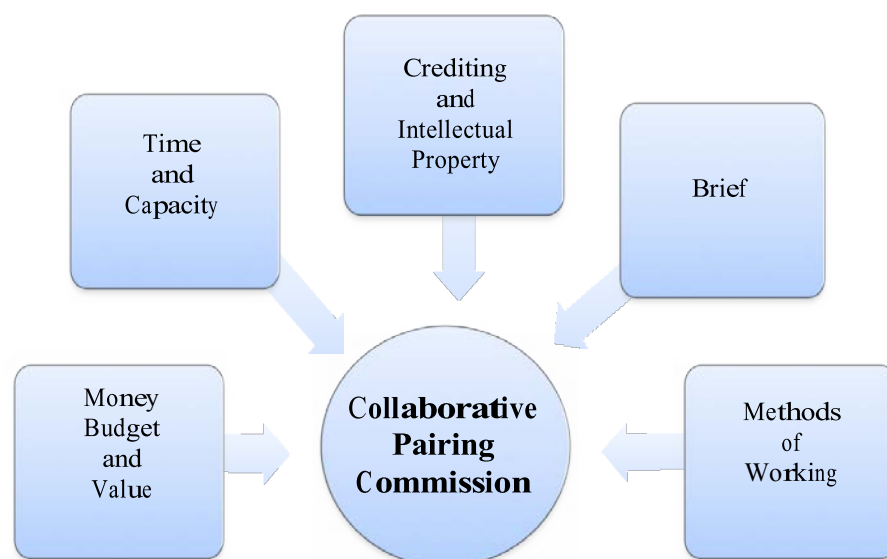 Crediting
and
Intellectual
Property
Time
and
Capacity
Brief
Money
Budget
and
Value
Collaborative
Pairing
Commission
Methods
of
Working